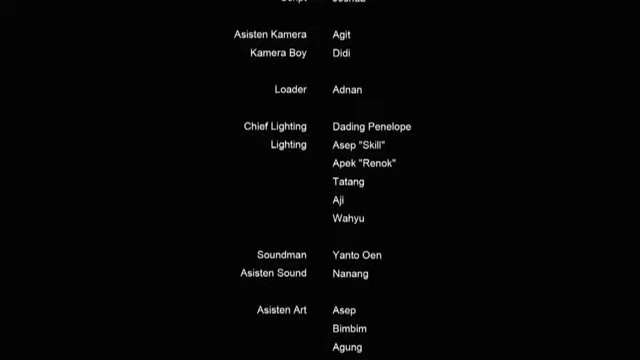 Asisten Kamera Agit
Kamera Boy Didi
Loader Adnan
Chief Lighting Dading Penelope
Lighting Asep "Skill"
Apek "Renok"
Tatang
Aji
Wahyu
Soundman Yanto Oen
Asisten Sound Nanang
Asisten Art Asep
Bimbim
Agung